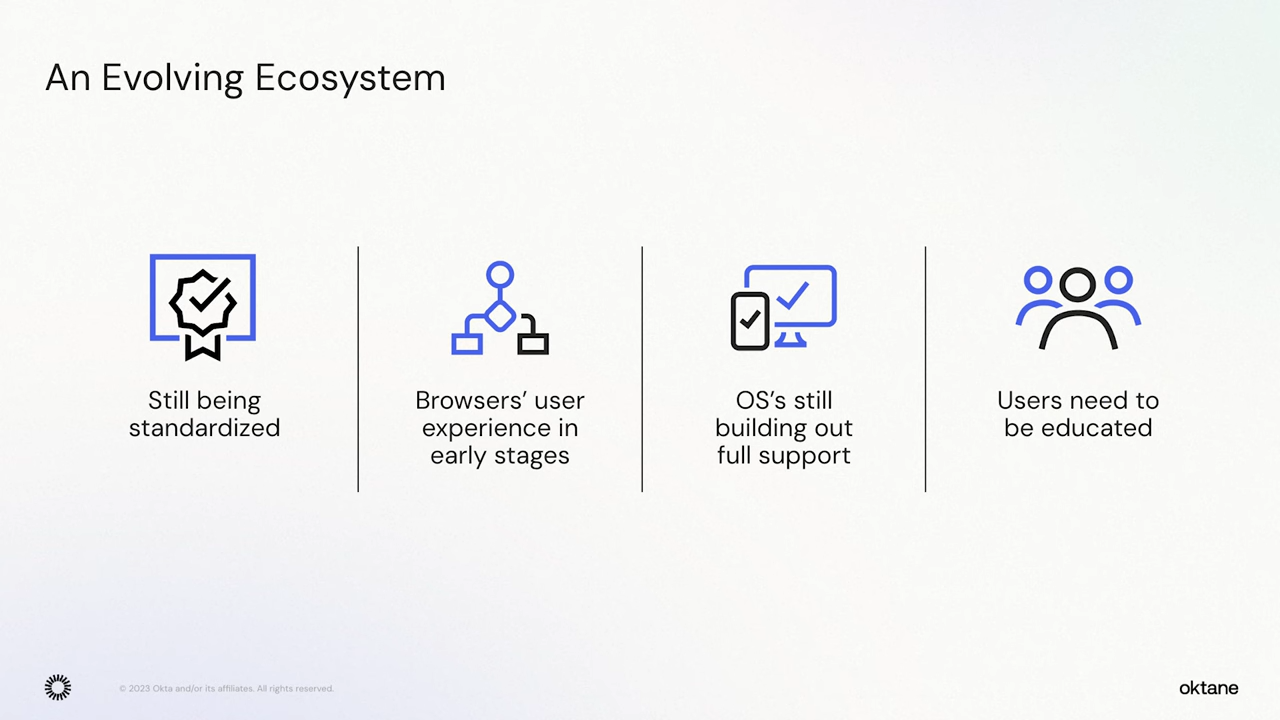 An Evolving Ecosystem
Still being
standardized
Browsers’ user
experience in
early stages
OS’s still
building out
full support
Users need to
be educated
© 2023 Okta and/or its affiliates. All rights reserved.
oktane